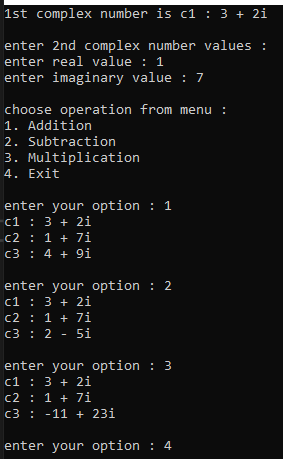 1st complex number is c1 : 3 + 2i
enter 2nd complex number values :
enter real value : 1
enter imaginary value : 7
choose operation from menu :
1. Addition
2. Subtraction
3. Multiplication
4. Exit
enter your option : 1
c1 : 3 + 2i
c2 : 1 + 7i
c3 : 4 + 9i
enter your option : 2
c1 : 3 + 2i
c2 : 1 + 7i
c3 : 2 - 5i
enter your option : 3
c1 : 3 + 2i
c2 : 1 + 7i
c3 : -11 + 23i
enter your option : 4